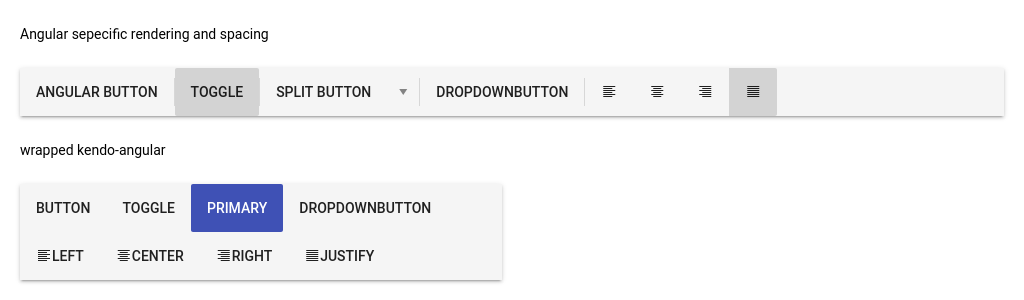 Angular sepecific rendering and spacing
ANGULAR BUTTON TOGGLE SPLIT BUTTON DROPDOWNBUTTON
wrapped kendo-angular
BUTTON TOGGLE PRIMARY DROPDOWNBUTTON
LEFT CENTER RIGHT JUSTIFY